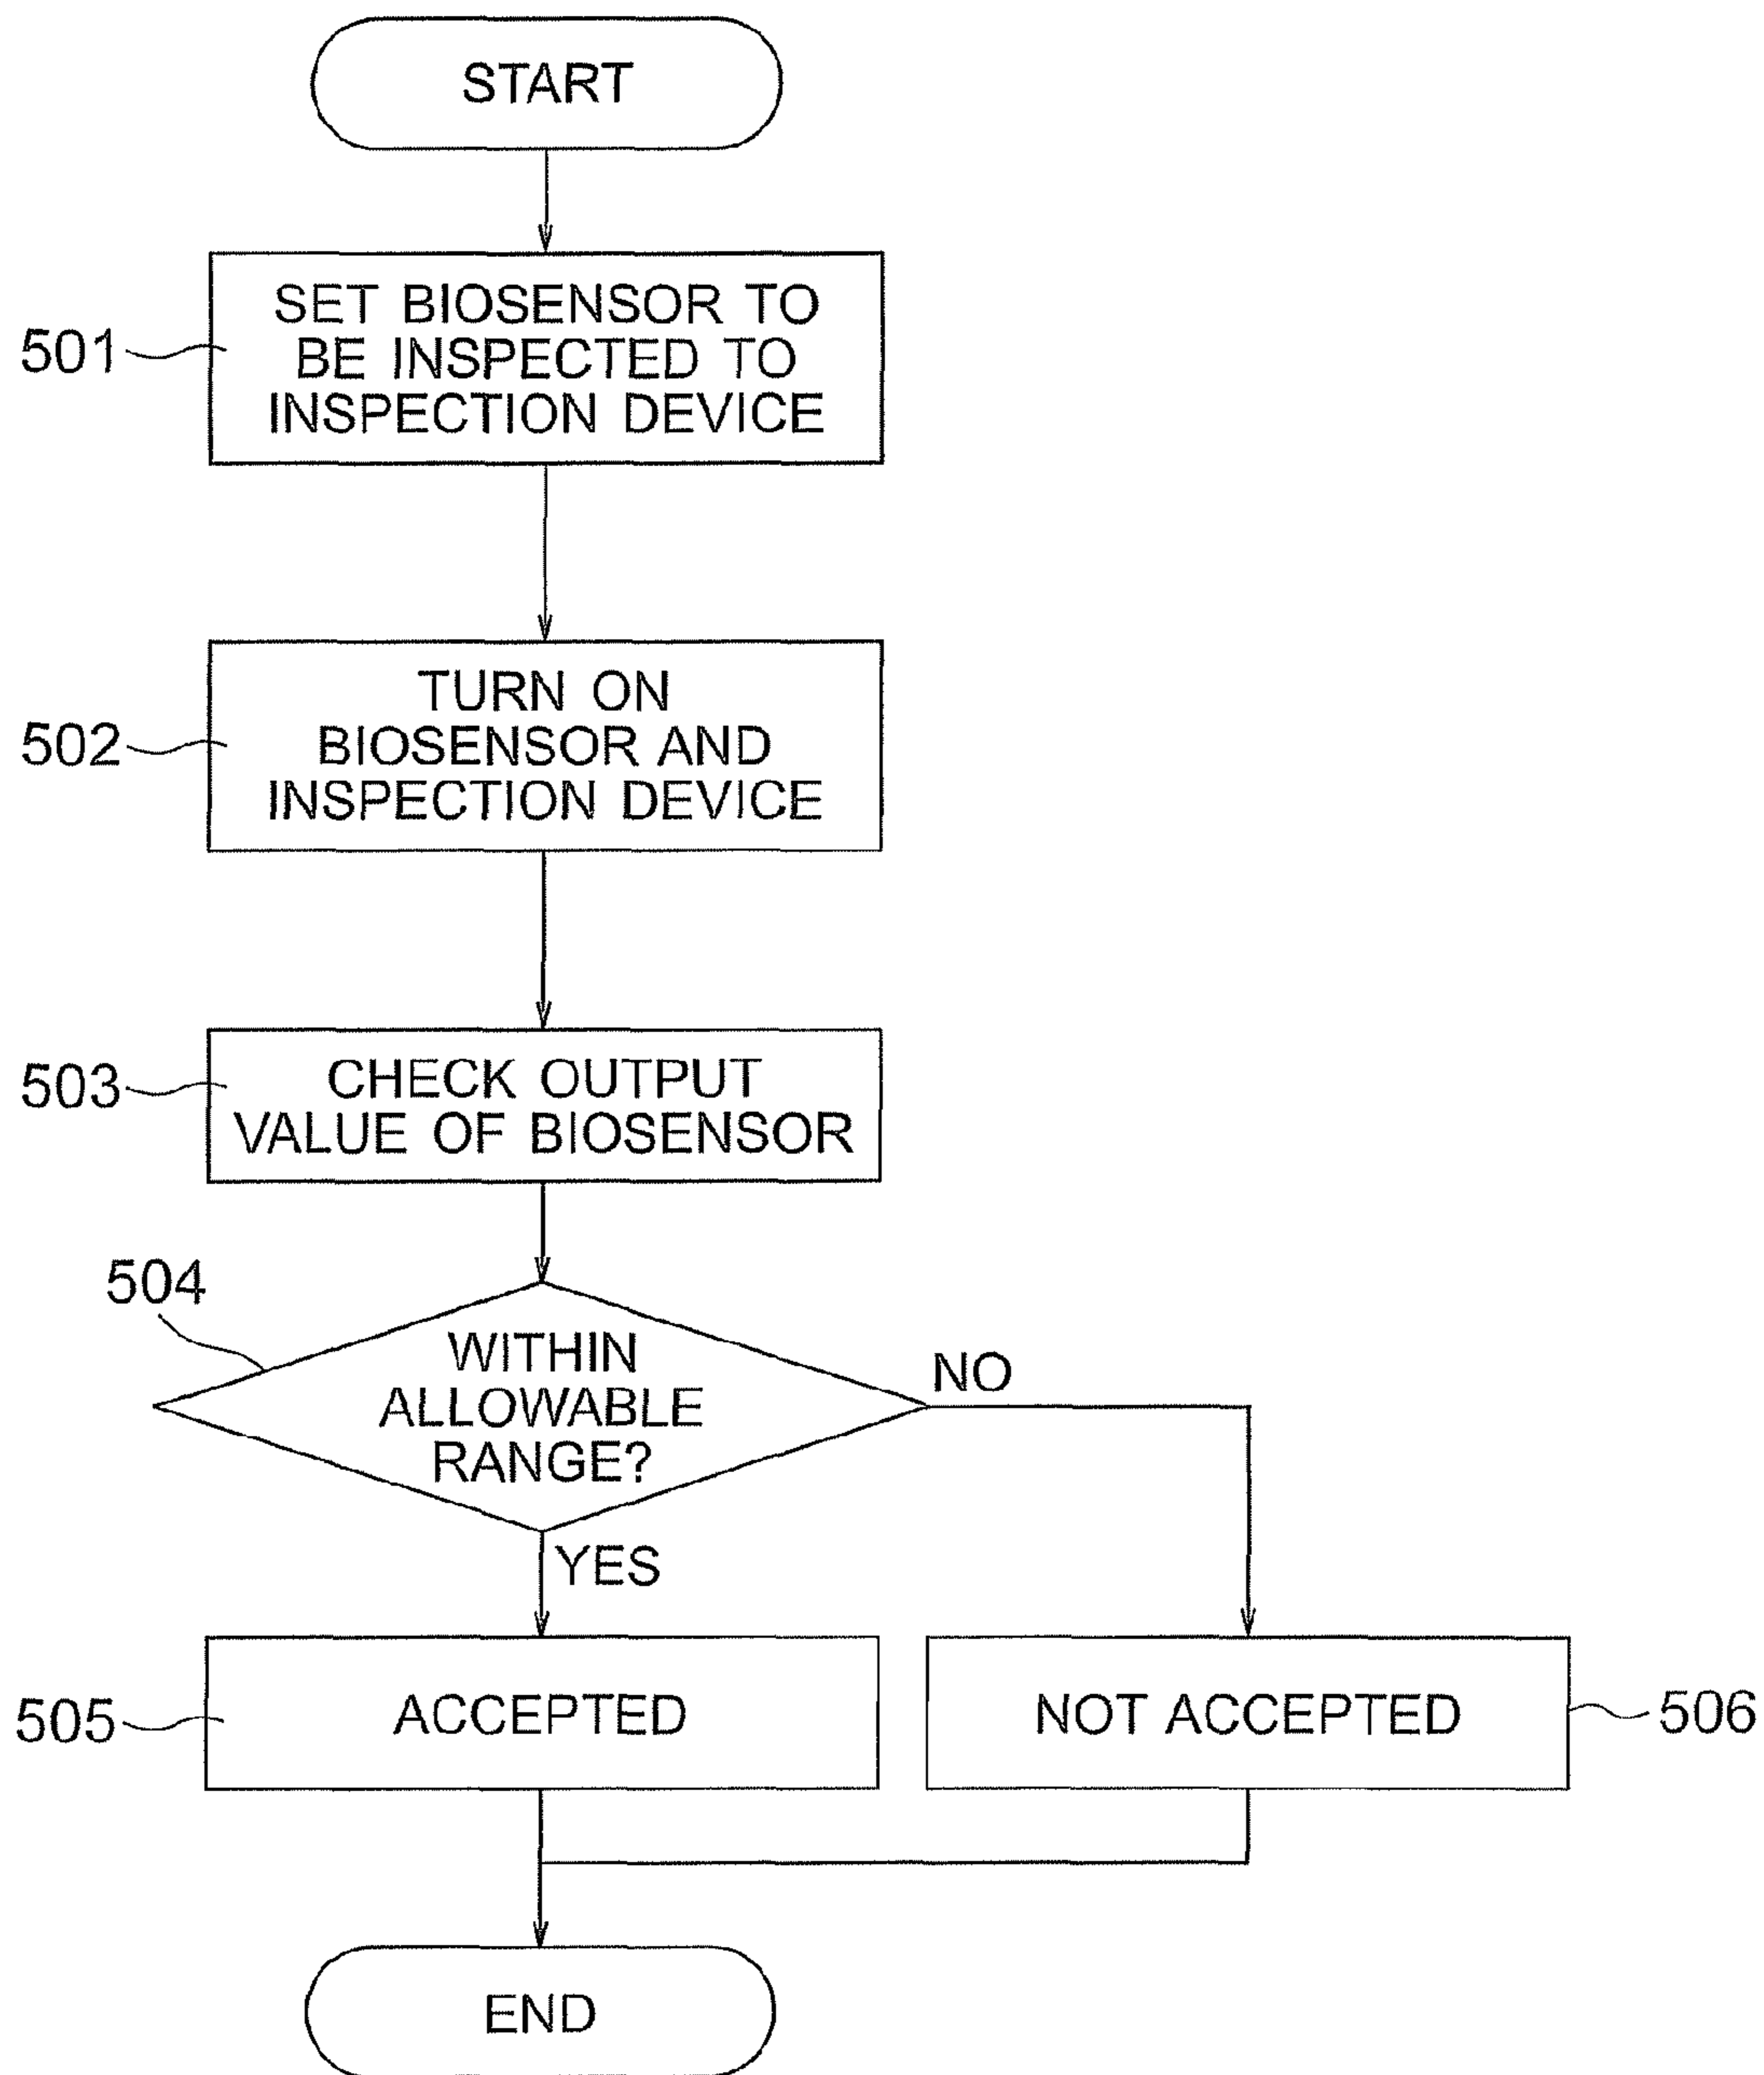 START
501
SET BIOSENSOR TO
BE INSPECTED TO
INSPECTION DEVICE
502
TURN ON
BIOSENSOR AND
INSPECTION DEVICE
503
CHECK OUTPUT
VALUE OF BIOSENSOR
504
WITHIN
ALLOWABLE
RANGE?
NO
YES
505
ACCEPTED
NOT ACCEPTED
506
END